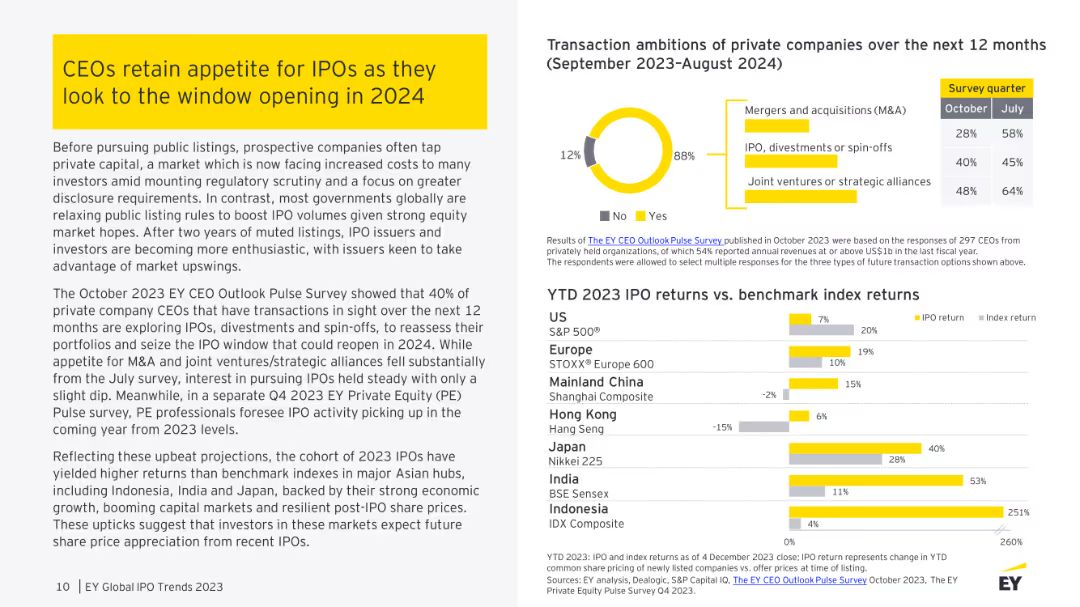 CEOs retain appetite for IPOs as they
look to the window opening in 2024
Before pursuing public listings, prospective companies often tap
private capital, a market which is now facing increased costs to many
investors amid mounting regulatory scrutiny and a focus on greater
disclosure requirements. In contrast, most governments globally are
relaxing public listing rules to boost IPO volumes given strong equity
market hopes. After two years of muted listings, IPO issuers and
investors are becoming more enthusiastic, with issuers keen to take
advantage of market upswings.
The October 2023 EY CEO Outlook Pulse Survey showed that 40% of
private company CEOs that have transactions in sight over the next 12
months are exploring IPOs, divestments and spin-offs, to reassess their
portfolios and seize the IPO window that could reopen in 2024. While
appetite for M&A and joint ventures/strategic alliances fell substantially
from the July survey, interest in pursuing IPOs held steady with only a
slight dip. Meanwhile, in a separate Q4 2023 EY Private Equity (PE)
Pulse survey, PE professionals foresee IPO activity picking up in the
coming year from 2023 levels.
Reflecting these upbeat projections, the cohort of 2023 IPOs have
yielded higher returns than benchmark indexes in major Asian hubs,
including Indonesia, India and Japan, backed by their strong economic
growth, booming capital markets and resilient post-IPO share prices.
These upticks suggest that investors in these markets expect future
share price appreciation from recent IPOs.
10 | EY Global IPO Trends 2023
Transaction ambitions of private companies over the next 12 months
(September 2023–August 2024)
Survey quarter
October July
12%
88%
No Yes
Mergers and acquisitions (M&A)
28% 58%
IPO, divestments or spin-offs
40% 45%
Joint ventures or strategic alliances
48% 64%
Results of The EY CEO Outlook Pulse Survey published in October 2023 were based on the responses of 297 CEOs from
privately held organizations, of which 54% reported annual revenues at or above US$1b in the last fiscal year.
The respondents were allowed to select multiple responses for the three types of future transaction options shown above.
YTD 2023 IPO returns vs. benchmark index returns
IPO return Index return
US
S&P 500®
7%
20%
Europe
STOXX® Europe 600
19%
10%
Mainland China
Shanghai Composite
15%
-2%
Hong Kong
Hang Seng
6%
-15%
Japan
Nikkei 225
40%
28%
India
BSE Sensex
53%
11%
Indonesia
IDX Composite
251%
4%
0% 260%
YTD 2023: IPO and index returns as of 4 December 2023 close; IPO return represents change in YTD
common share pricing of newly listed companies vs. offer prices at time of listing.
Sources: EY analysis, Dealogic, S&P Capital IQ, The EY CEO Outlook Pulse Survey October 2023, The EY
Private Equity Pulse Survey Q4 2023.
EY